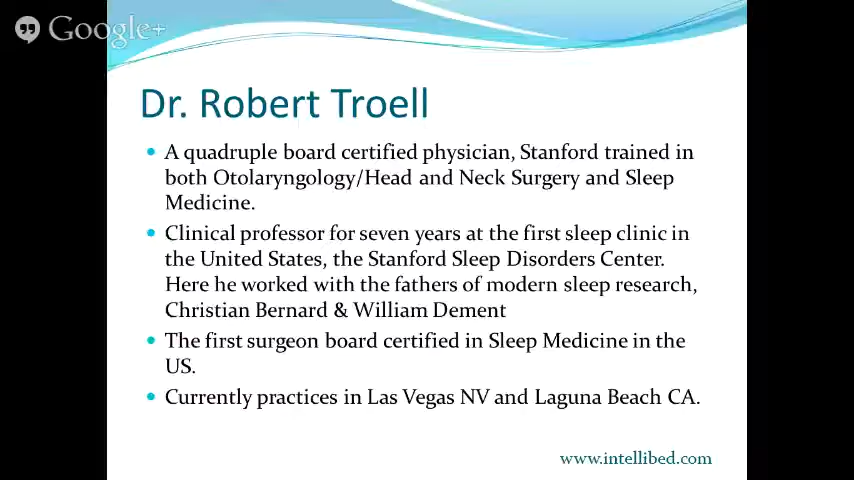 Google+
Dr. Robert Troell
• A quadruple board certified physician, Stanford trained in
both Otolaryngology/Head and Neck Surgery and Sleep
Medicine.
• Clinical professor for seven years at the first sleep clinic in
the United States, the Stanford Sleep Disorders Center.
Here he worked with the fathers of modern sleep research,
Christian Bernard & William Dement
• The first surgeon board certified in Sleep Medicine in the
US.
• Currently practices in Las Vegas NV and Laguna Beach CA.
www.intellibed.com